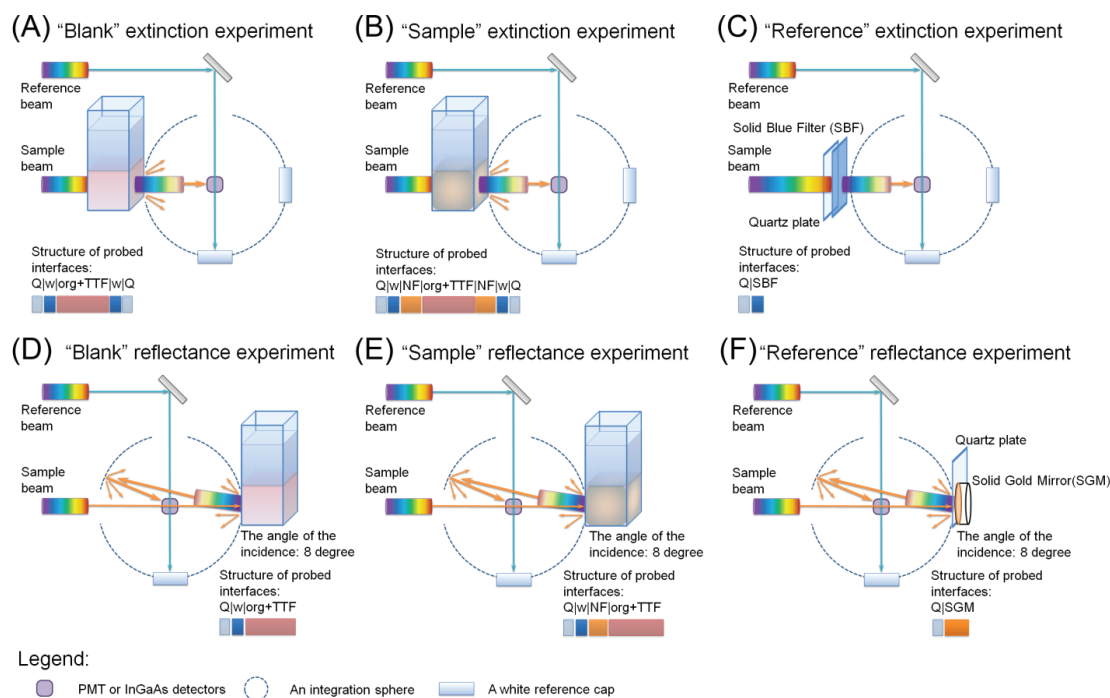 (A) “Blank” extinction experiment
Reference
beam
Sample
beam
Structure of probed
interfaces:
Q|w|org+TTF|w|Q
(B) “Sample” extinction experiment
Reference
beam
Sample
beam
Structure of probed
interfaces:
Q|w|NF|org+TTF|NF|w|Q
(C) “Reference” extinction experiment
Reference
beam
Solid Blue Filter (SBF)
Sample
beam
Quartz plate
Structure of probed
interfaces:
Q|SBF
(D) “Blank” reflectance experiment
Reference
beam
Sample
beam
The angle of the
incidence: 8 degree
Structure of probed
interfaces:
Q|w|org+TTF
(E) “Sample” reflectance experiment
Reference
beam
Sample
beam
The angle of the
incidence: 8 degree
Structure of probed
interfaces:
Q|w|NF|org+TTF
(F) “Reference” reflectance experiment
Reference
beam
Quartz plate
Sample
beam
Solid Gold Mirror(SGM)
The angle of the
incidence: 8 degree
Structure of probed
interfaces:
Q|SGM
Legend:
PMT or InGaAs detectors
An integration sphere
A white reference cap